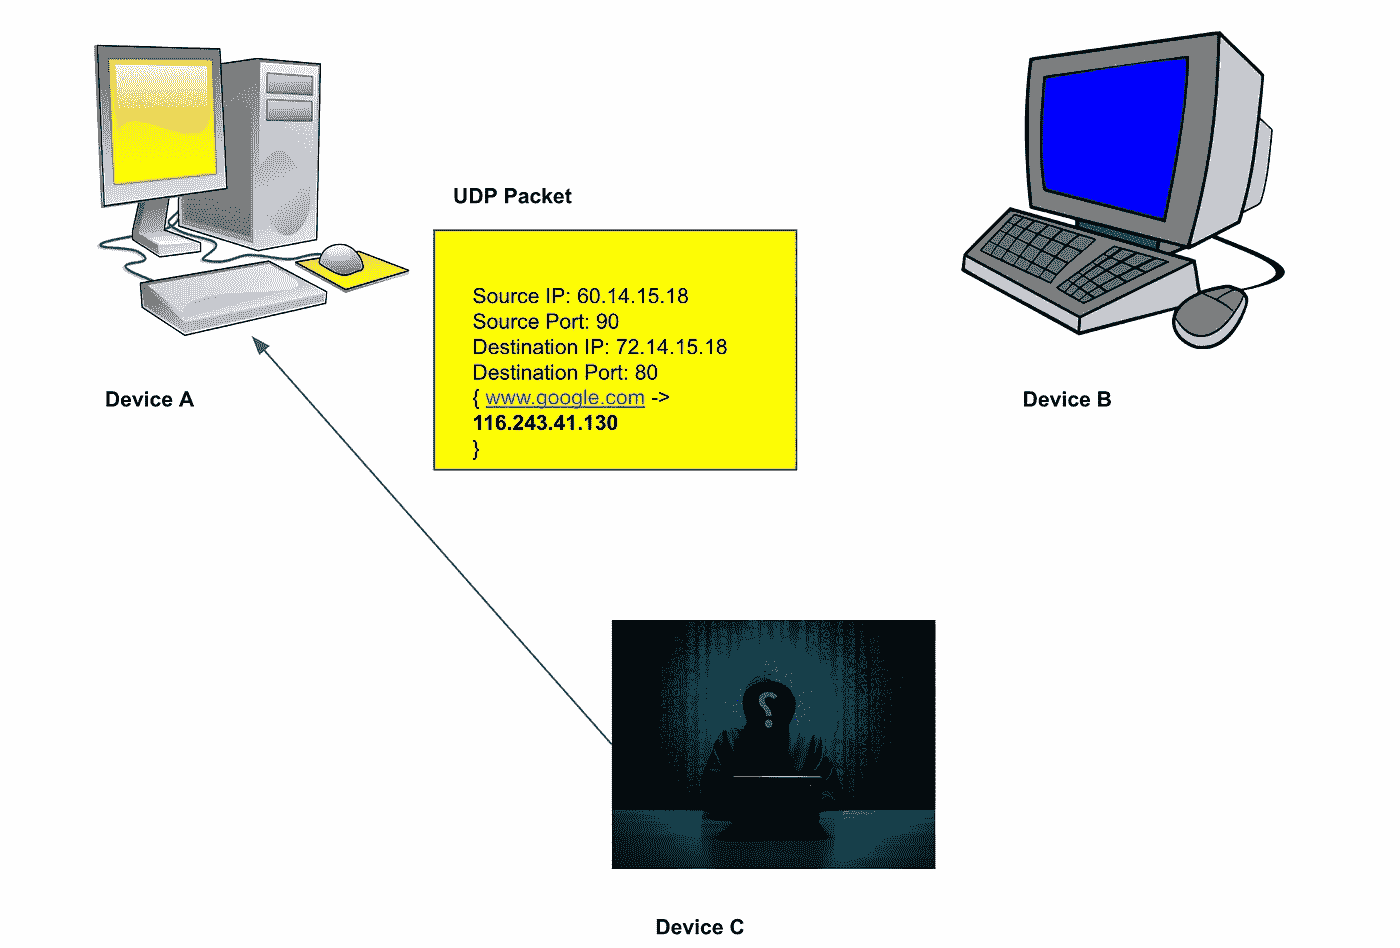 UDP Packet
Source IP: 60.14.15.18
Source Port: 90
Destination IP: 72.14.15.18
Destination Port: 80
{ www.google.com ->
116.243.41.130
}
Device A
Device B
?
Device C